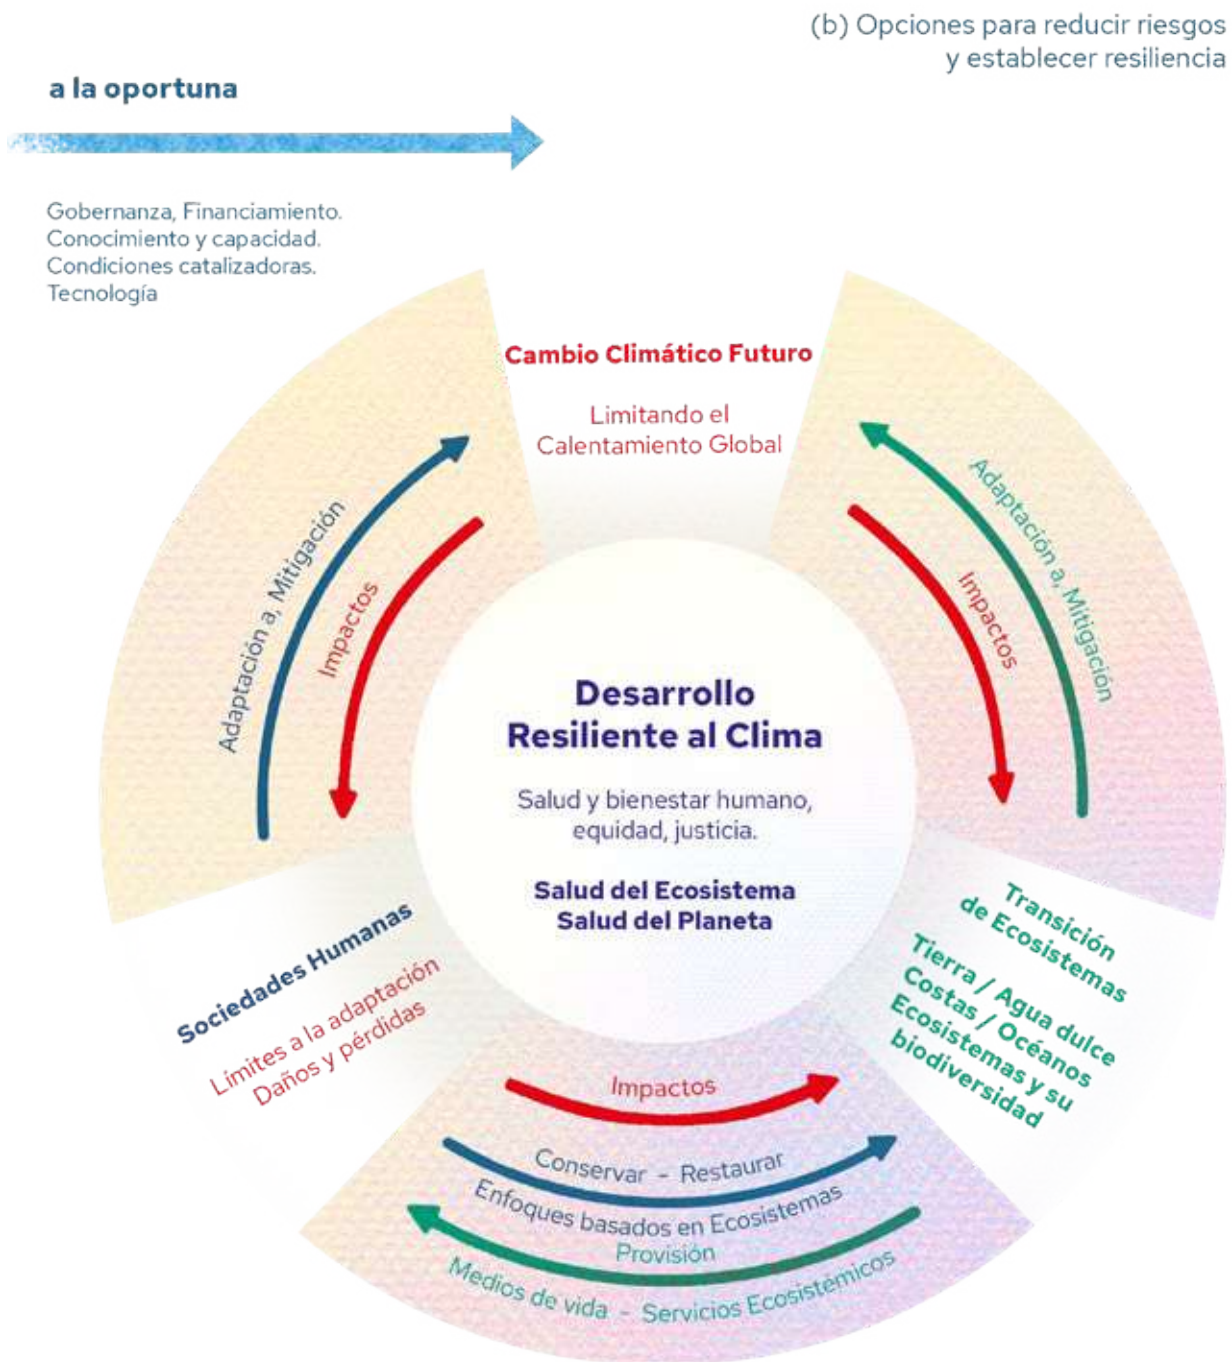 (b) Opciones para reducir riesgos
y establecer resiliencia
a la oportuna
Gobernanza, Financiamiento.
Conocimiento y capacidad.
Condiciones catalizadoras.
Tecnología
Cambio Climático Futuro
Limitando el
Calentamiento Global
Adaptación a, Mitigación
Impactos
Adaptación a, Mitigación
Impactos
Desarrollo
Resiliente al Clima
Salud y bienestar humano,
equidad, justicia.
Salud del Ecosistema
Salud del Planeta
Sociedades Humanas
Límites a la adaptación
Daños y pérdidas
Transición
de Ecosistemas
Tierra / Agua dulce
Costas / Océanos
Ecosistemas y su
biodiversidad
Impactos
Conservar - Restaurar
Enfoques basados en Ecosistemas
Provisión
Medios de vida - Servicios Ecosistémicos